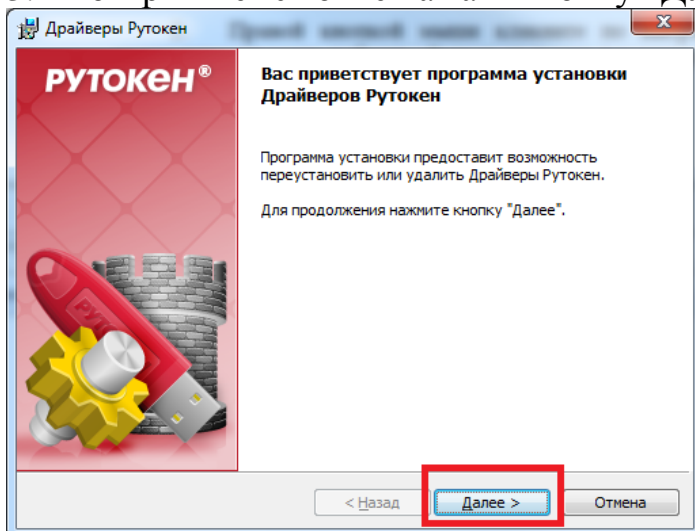 Драйверы Рутокен
РУТОКЕН®
Вас приветствует программа установки
Драйверов Рутокен
Программа установки предоставит возможность
переустановить или удалить Драйверы Рутокен.
Для продолжения нажмите кнопку "Далее".
РУТОКЕН
< Назад
Далее >
Отмена